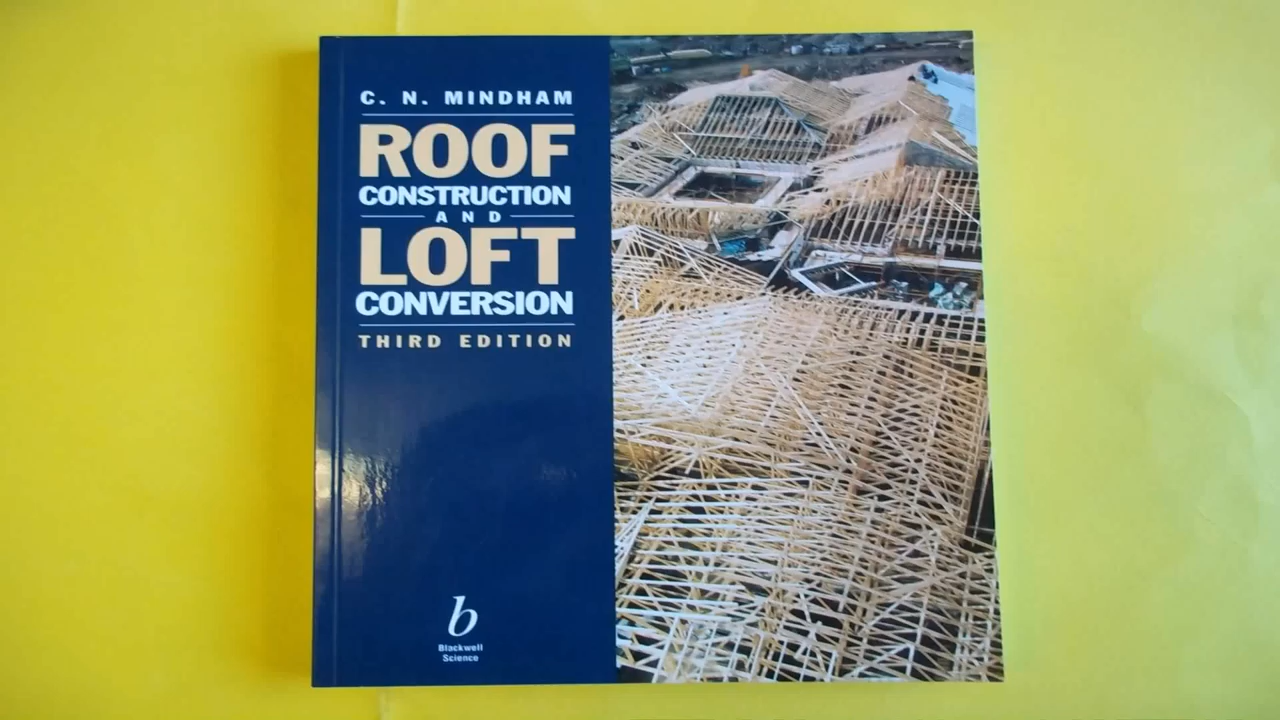 C. N. MINDHAM
ROOF
CONSTRUCTION
AND
LOFT
CONVERSION
THIRD EDITION
b
Blackwell
Science